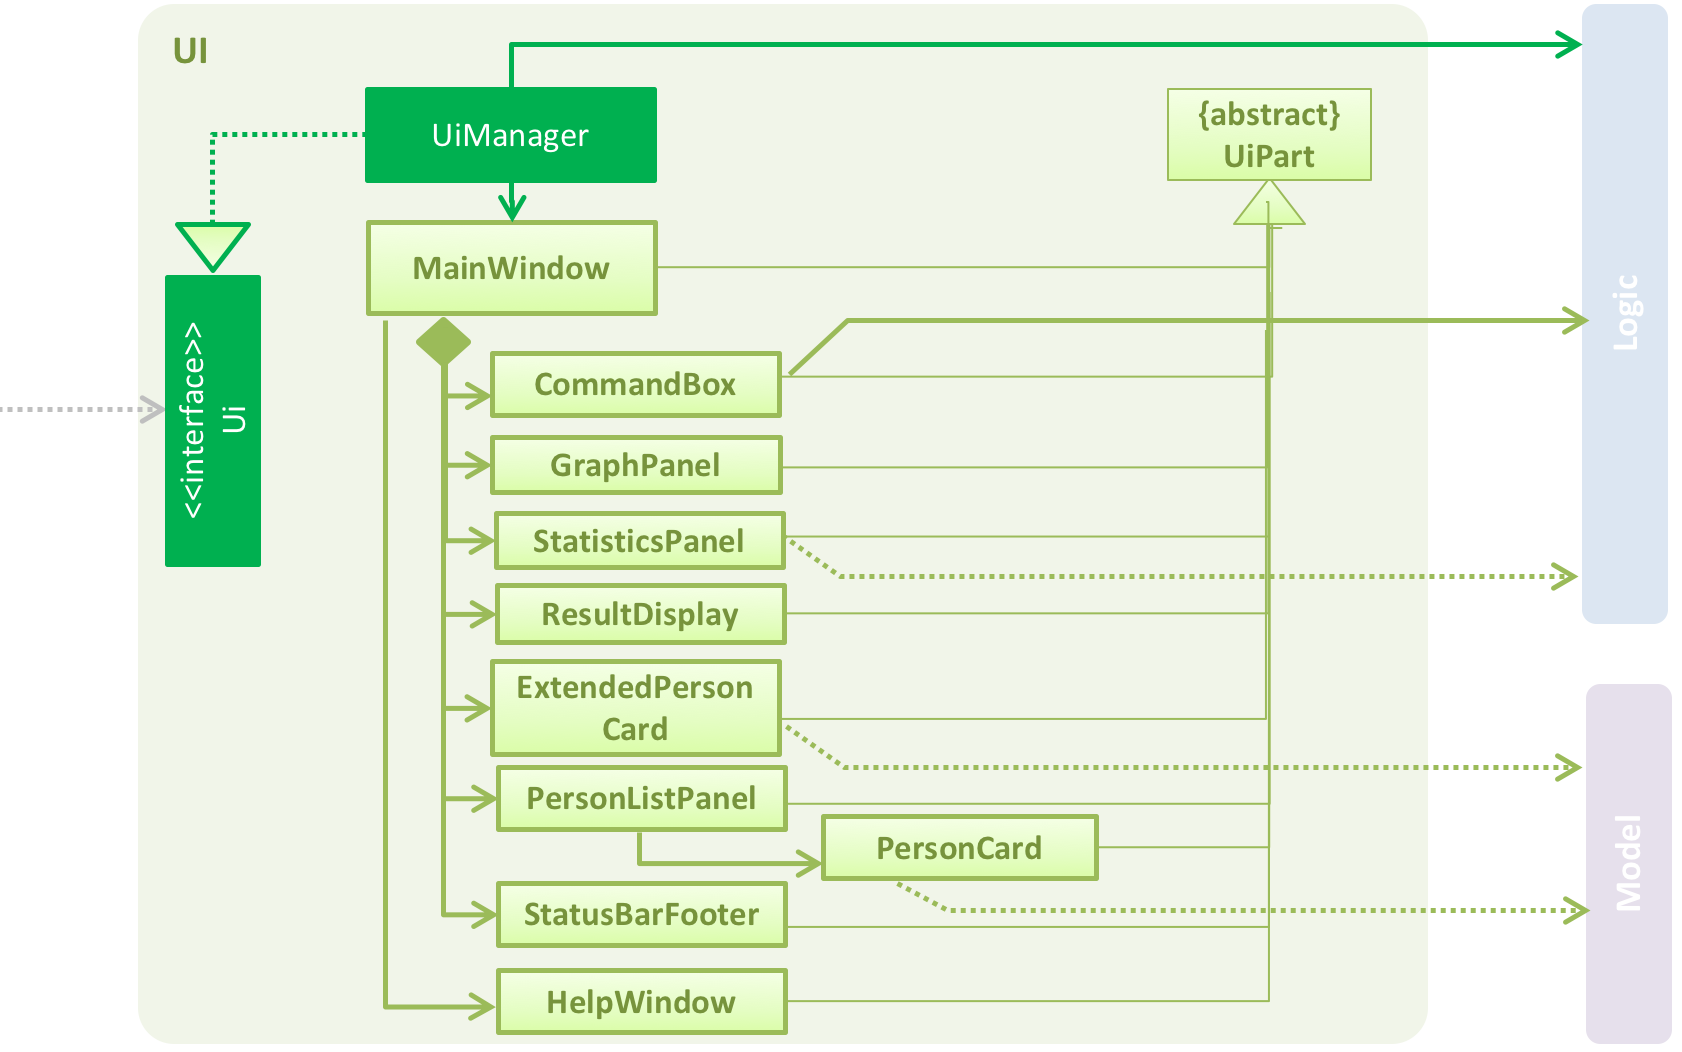 UI
UiManager
{abstract}
UiPart
MainWindow
<<interface>>
Ui
Logic
CommandBox
GraphPanel
StatisticsPanel
ResultDisplay
ExtendedPerson
Card
PersonListPanel
PersonCard
Model
StatusBarFooter
HelpWindow